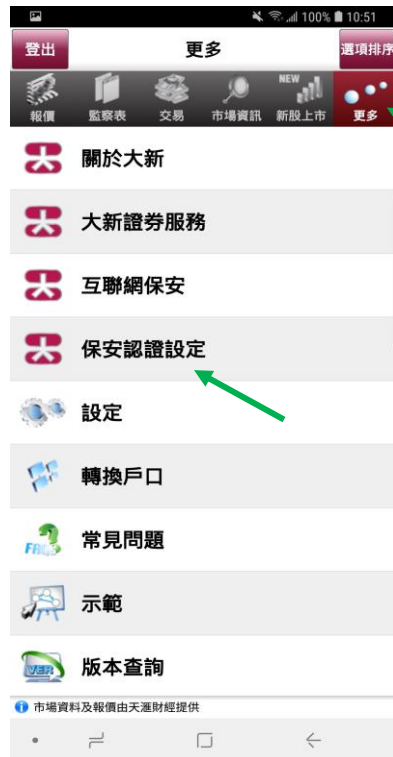 100% 10:51
登出 更多 選項排序
NEW
報價 監察表 交易 市場資訊 新股上市 更多
關於大新
大新證券服務
互聯網保安
保安認證設定
設定
轉換戶口
FAQS 常見問題
示範
VER 版本查詢
市場資料及報價由天滙財經提供